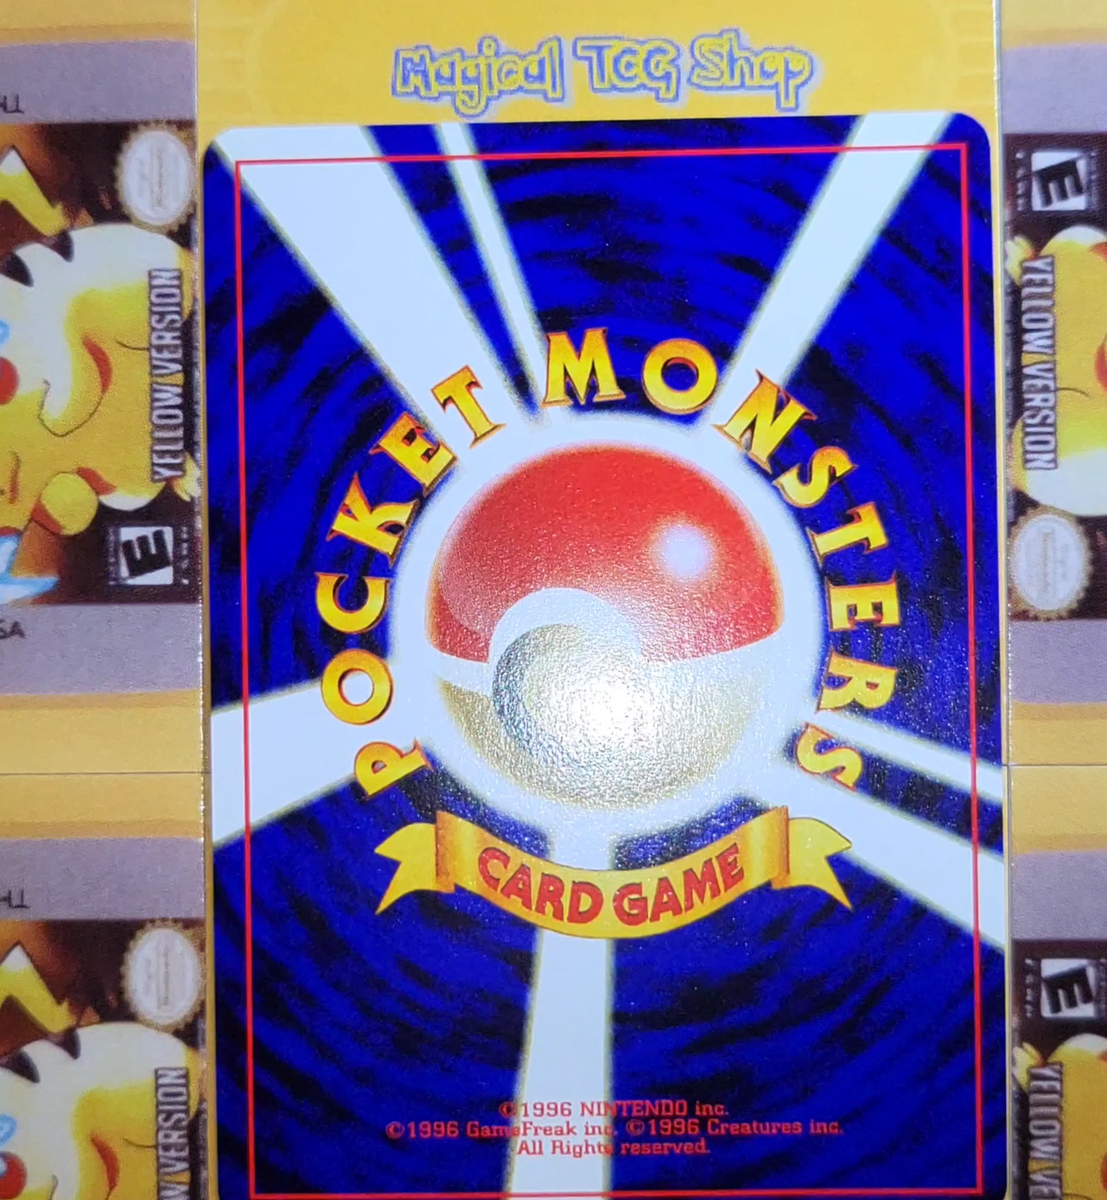 Magical TCG Shop
POCKET MONSTERS
CARD GAME
©1996 NINTENDO inc.
©1996 GameFreak inc. ©1996 Creatures inc.
All Rights reserved.
YELLOW VERSION
E
YELLOW VERSION
E
YELLOW VERSION
E